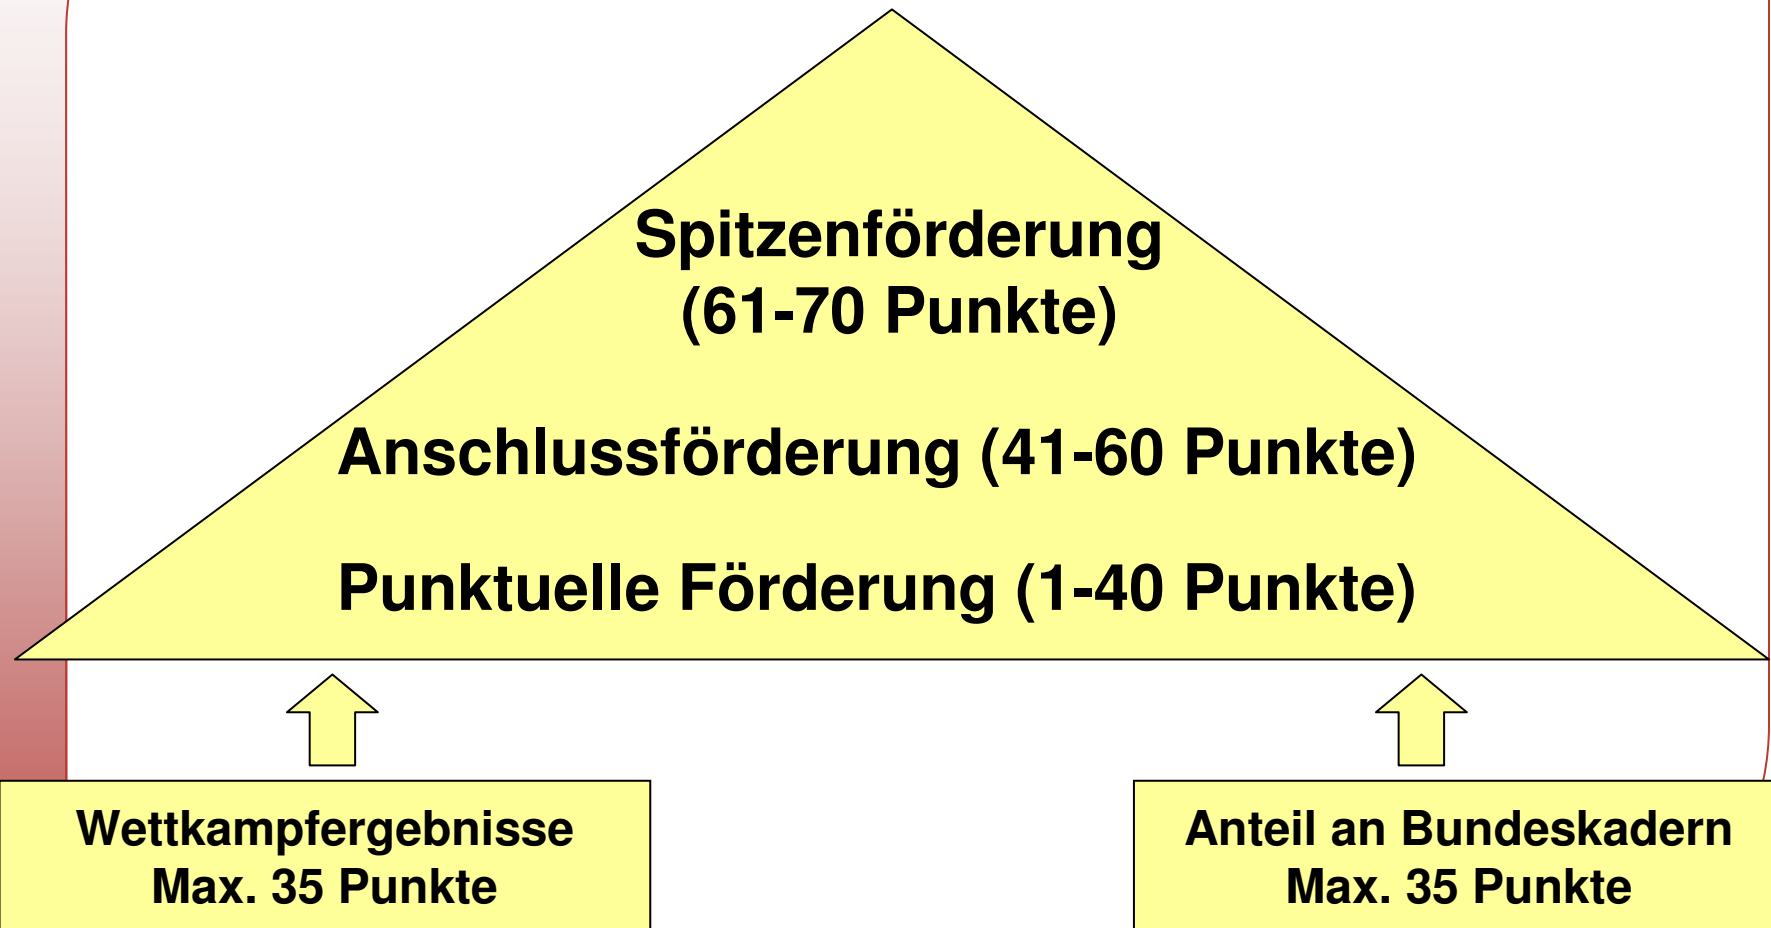 Spitzenförderung
(61-70 Punkte)
Anschlussförderung (41-60 Punkte)
Punktuelle Förderung (1-40 Punkte)
Wettkampfergebnisse
Max. 35 Punkte
Anteil an Bundeskadern
Max. 35 Punkte